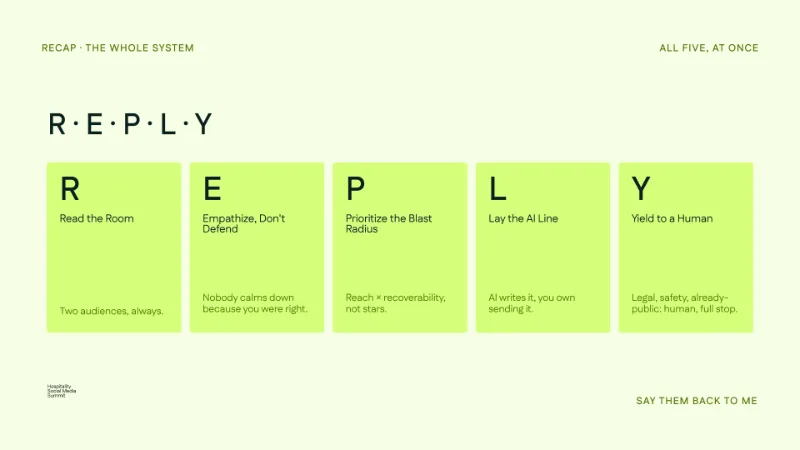 RECAP · THE WHOLE SYSTEM
ALL FIVE, AT ONCE
R·E·P·L·Y
R
Read the Room
Two audiences, always.
E
Empathize, Don't
Defend
Nobody calms down
because you were right.
P
Prioritize the Blast
Radius
Reach × recoverability,
not stars.
L
Lay the AI Line
AI writes it, you own
sending it.
Y
Yield to a Human
Legal, safety, already-
public: human, full stop.
Hospitality
Social Media
Summit
SAY THEM BACK TO ME